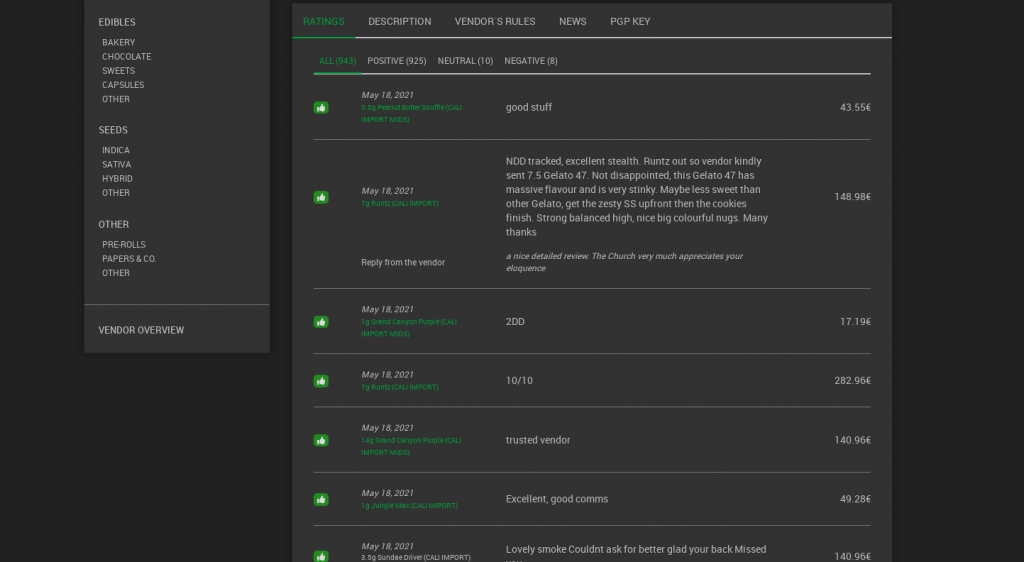 EDIBLES
BAKERY
CHOCOLATE
SWEETS
CAPSULES
OTHER
SEEDS
INDICA
SATIVA
HYBRID
OTHER
OTHER
PRE-ROLLS
PAPERS & CO.
OTHER
VENDOR OVERVIEW
RATINGS DESCRIPTION VENDOR S RULES NEWS PGP KEY
ALL (943) POSITIVE (925) NEUTRAL (10) NEGATIVE (8)
May 18, 2021
3.5g Peanut Butter Souffle (CALI
IMPORT MIDS)
good stuff
43.55€
May 18, 2021
7g Runtz (CALI IMPORT)
NDD tracked, excellent stealth. Runtz out so vendor kindly
sent 7.5 Gelato 47. Not disappointed, this Gelato 47 has
massive flavour and is very stinky. Maybe less sweet than
other Gelato, get the zesty SS upfront then the cookies
finish. Strong balanced high, nice big colourful nugs. Many
thanks
148.98€
Reply from the vendor
a nice detailed review. The Church very much appreciates your
eloquence
May 18, 2021
1g Grand Canyon Purple (CALI
IMPORT MIDS)
2DD
17.19€
May 18, 2021
7g Runtz (CALI IMPORT)
10/10
282.96€
May 18, 2021
14g Grand Canyon Purple (CALI
IMPORT MIDS)
trusted vendor
140.96€
May 18, 2021
1g Jungle Mac (CALI IMPORT)
Excellent, good comms
49.28€
May 18, 2021
3.5g Sundae Driver (CALI IMPORT)
Lovely smoke Couldnt ask for better glad your back Missed
140.96€